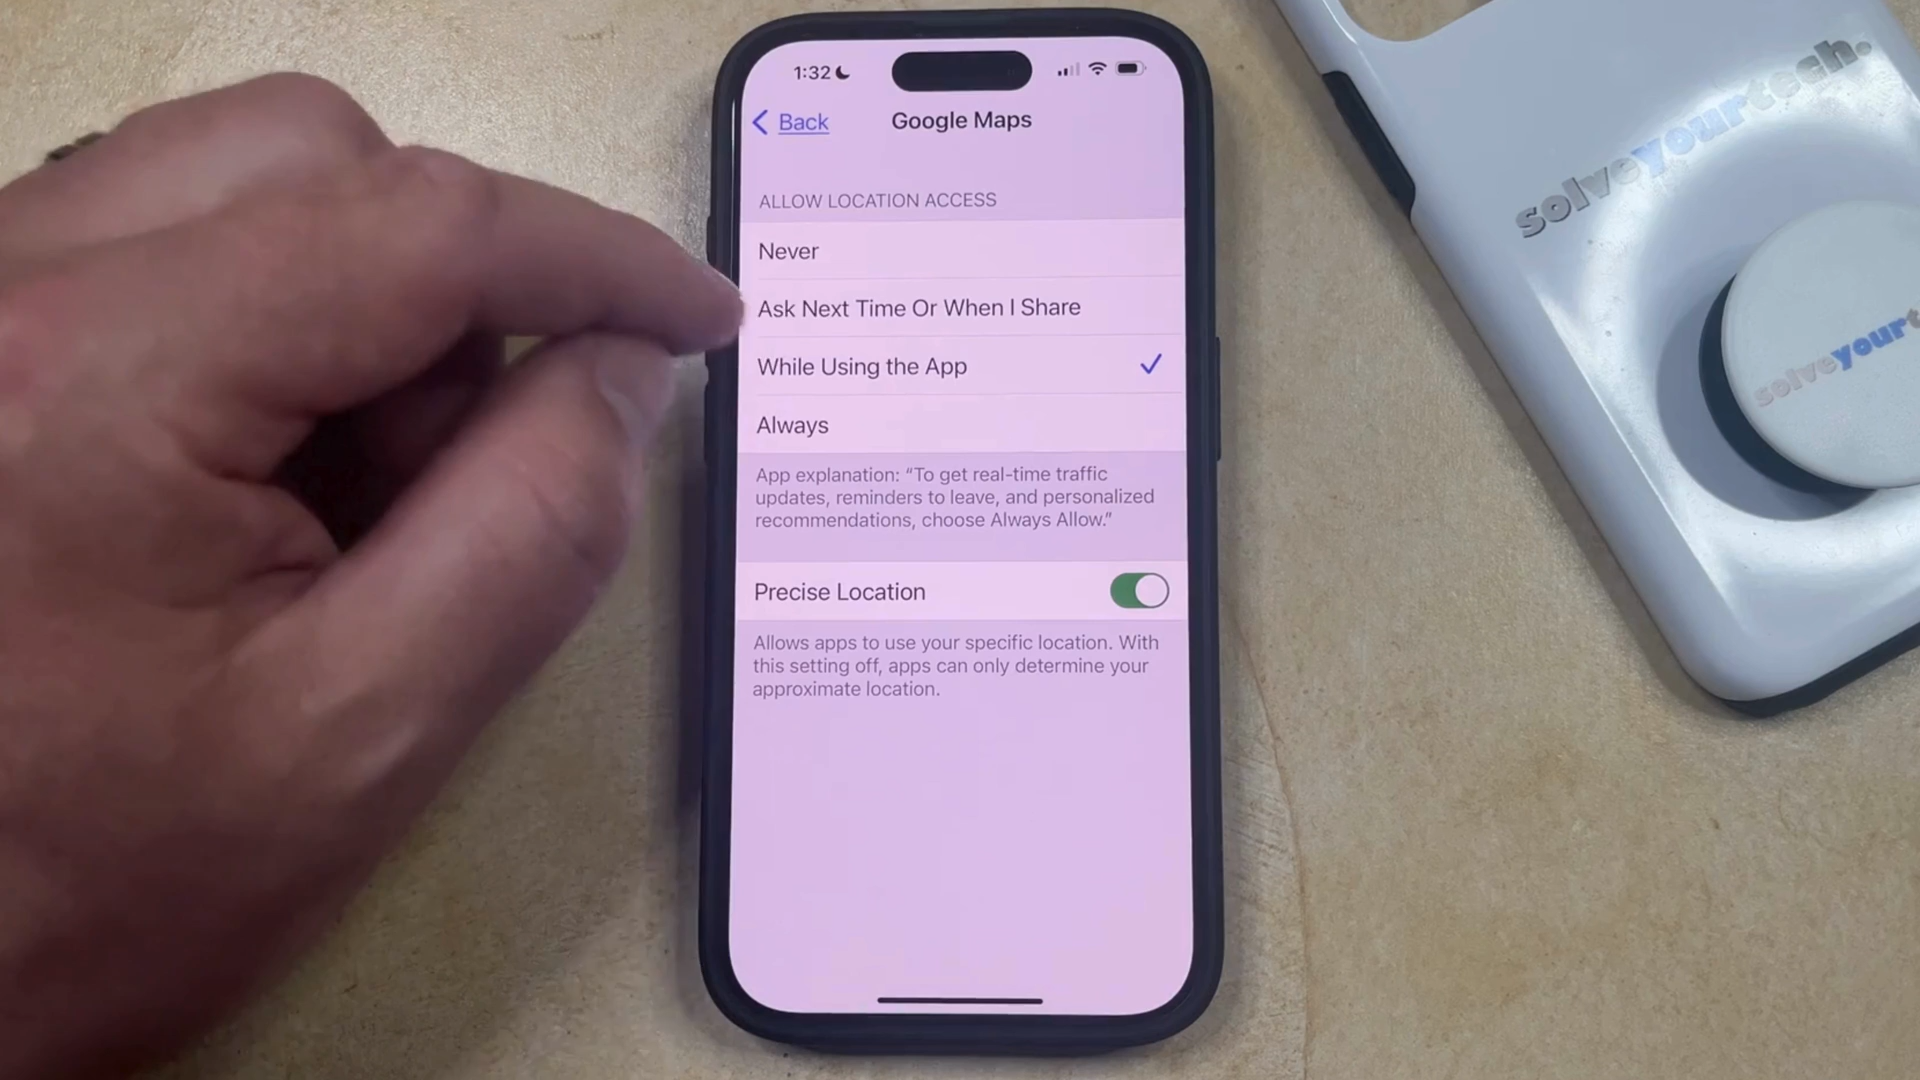 1:32
Back
Google Maps
ALLOW LOCATION ACCESS
Never
Ask Next Time Or When I Share
While Using the App
Always
App explanation: “To get real-time traffic
updates, reminders to leave, and personalized
recommendations, choose Always Allow.”
Precise Location
Allows apps to use your specific location. With
this setting off, apps can only determine your
approximate location.
solveyourtech.
solveyourt